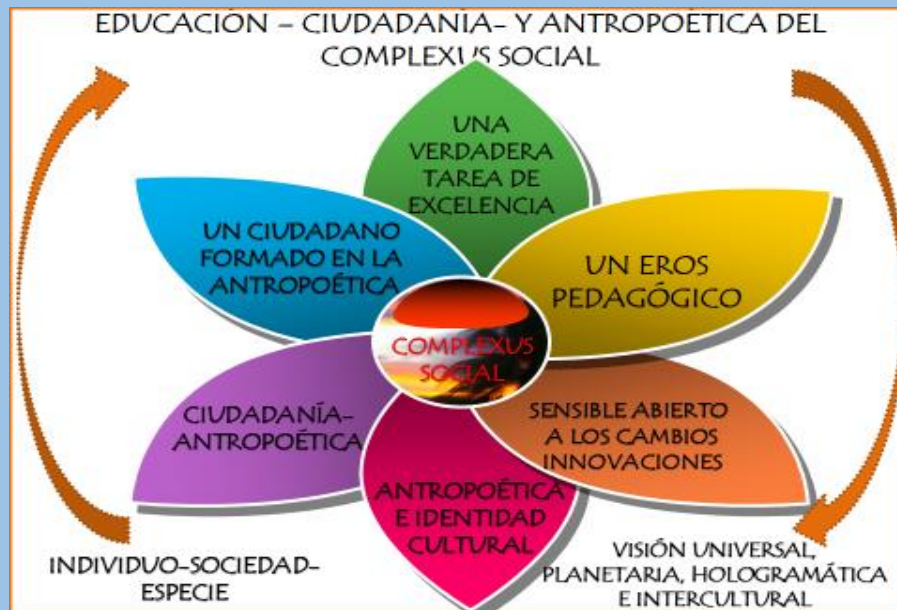 EDUCACIÓN – CIUDADANÍA- Y ANTROPOÉTICA DEL
COMPLEXUS SOCIAL
UNA
VERDADERA
TAREA DE
EXCELENCIA
UN CIUDADANO
FORMADO EN LA
ANTROPOÉTICA
UN EROS
PEDAGÓGICO
COMPLEXUS
SOCIAL
CIUDADANÍA-
ANTROPOÉTICA
SENSIBLE ABIERTO
A LOS CAMBIOS
INNOVACIONES
ANTROPOÉTICA
E IDENTIDAD
CULTURAL
INDIVIDUO-SOCIEDAD-
ESPECIE
VISIÓN UNIVERSAL,
PLANETARIA, HOLOGRAMÁTICA
E INTERCULTURAL